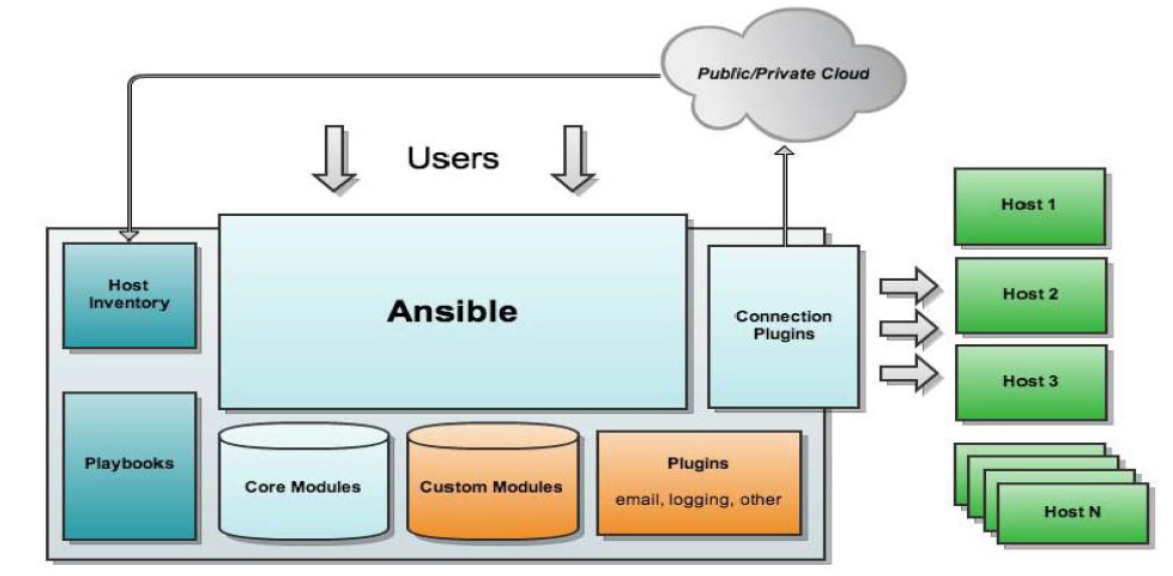 Public/Private Cloud
Users
Host 1
Host
Inventory
Ansible
Connection
Plugins
Host 2
Host 3
Playbooks
Core Modules
Custom Modules
Plugins
email, logging, other
Host N